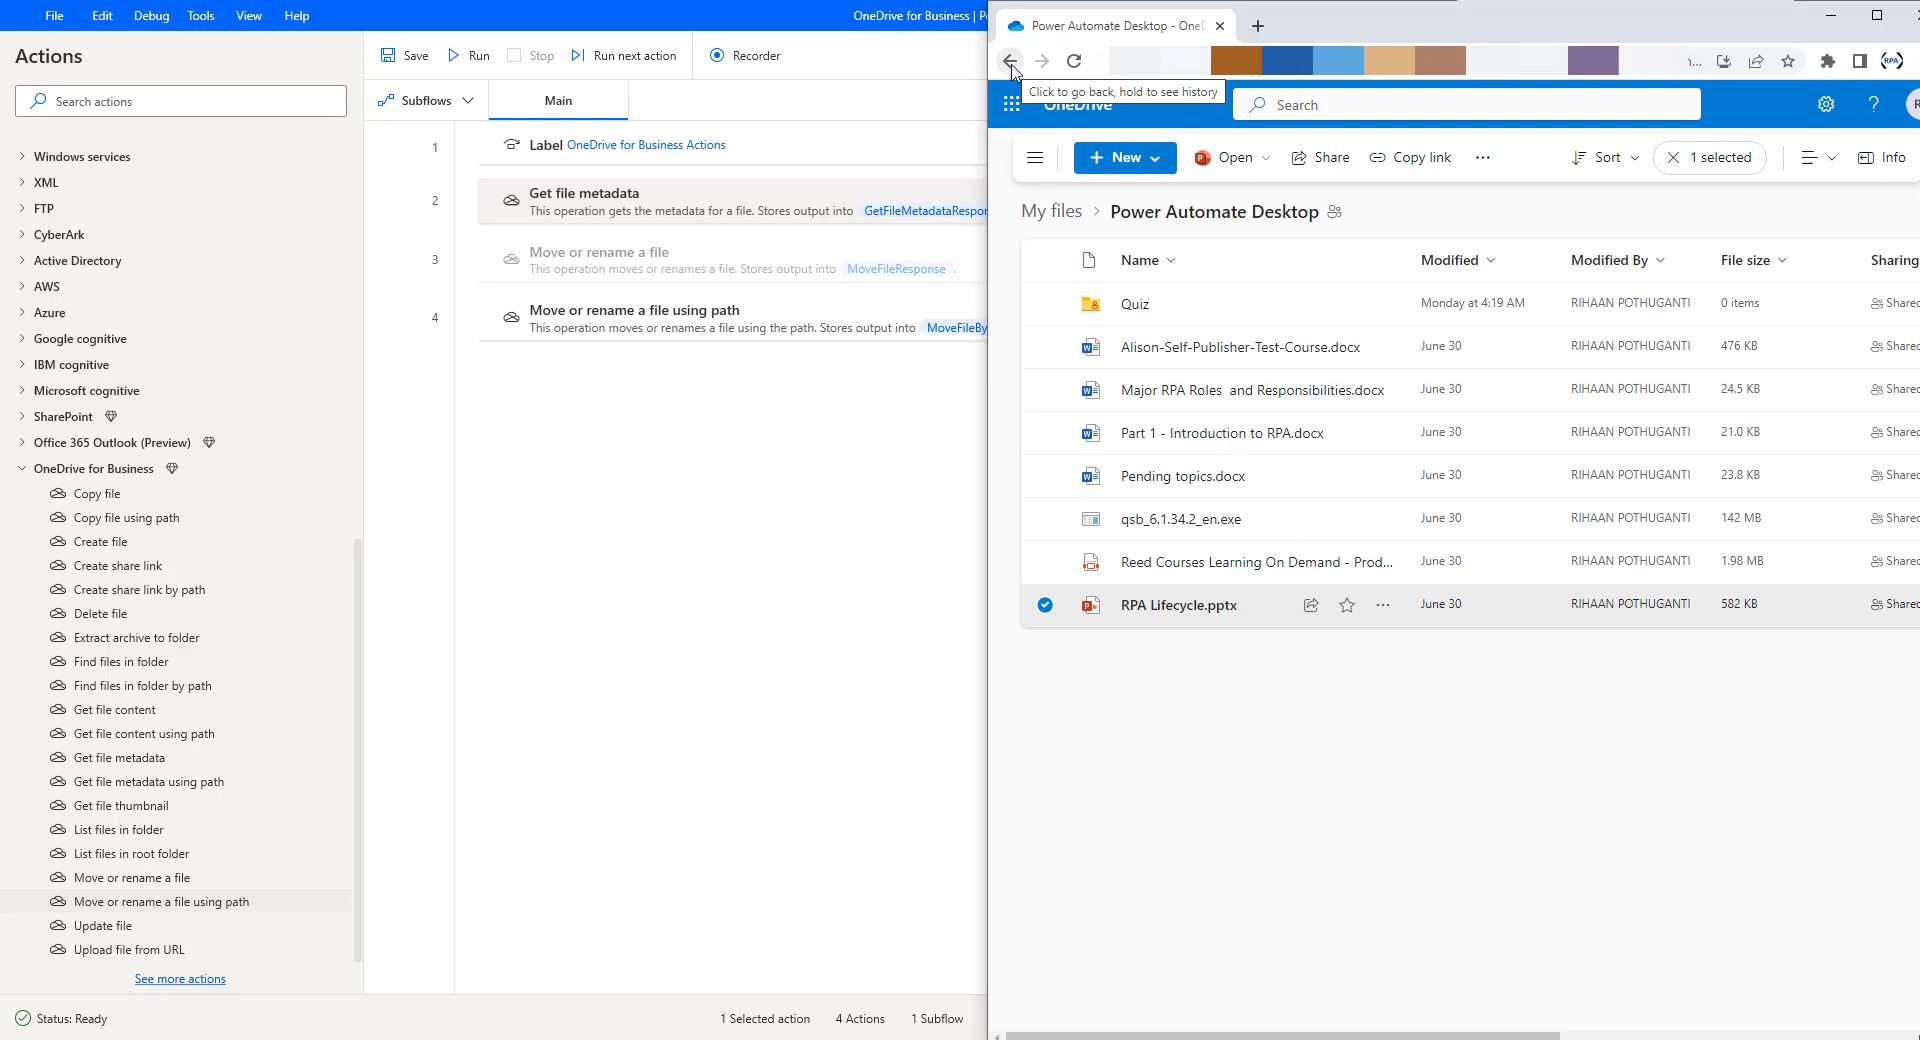 File Edit Debug Tools View Help
OneDrive for Business |
Actions
Search actions
Windows services
XML
FTP
CyberArk
Active Directory
AWS
Azure
Google cognitive
IBM cognitive
Microsoft cognitive
SharePoint
Office 365 Outlook (Preview)
OneDrive for Business
Copy file
Copy file using path
Create file
Create share link
Create share link by path
Delete file
Extract archive to folder
Find files in folder
Find files in folder by path
Get file content
Get file content using path
Get file metadata
Get file metadata using path
Get file thumbnail
List files in folder
List files in root folder
Move or rename a file
Move or rename a file using path
Update file
Upload file from URL
See more actions
Status: Ready
Save Run Stop Run next action Recorder
Subflows Main
1 Label OneDrive for Business Actions
2 Get file metadata
This operation gets the metadata for a file. Stores output into GetFileMetadataRespon
3 Move or rename a file
This operation moves or renames a file. Stores output into MoveFileResponse .
4 Move or rename a file using path
This operation moves or renames a file using the path. Stores output into MoveFileBy
1 Selected action 4 Actions 1 Subflow
Power Automate Desktop - OneD
RPA
Click to go back, hold to see history
OneDrive
Search
New Open Share Copy link ... Sort 1 selected Info
My files > Power Automate Desktop
Name Modified Modified By File size Sharing
Quiz Monday at 4:19 AM RIHAAN POTHUGANTI 0 items Shared
Alison-Self-Publisher-Test-Course.docx June 30 RIHAAN POTHUGANTI 476 KB Shared
Major RPA Roles and Responsibilities.docx June 30 RIHAAN POTHUGANTI 24.5 KB Shared
Part 1 - Introduction to RPA.docx June 30 RIHAAN POTHUGANTI 21.0 KB Shared
Pending topics.docx June 30 RIHAAN POTHUGANTI 23.8 KB Shared
qsb_6.1.34.2_en.exe June 30 RIHAAN POTHUGANTI 142 MB Shared
Reed Courses Learning On Demand - Prod... June 30 RIHAAN POTHUGANTI 1.98 MB Shared
RPA Lifecycle.pptx June 30 RIHAAN POTHUGANTI 582 KB Shared